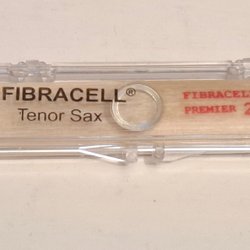 FIBRACELL®
Tenor Sax
FIBRACELL
PREMIER 2